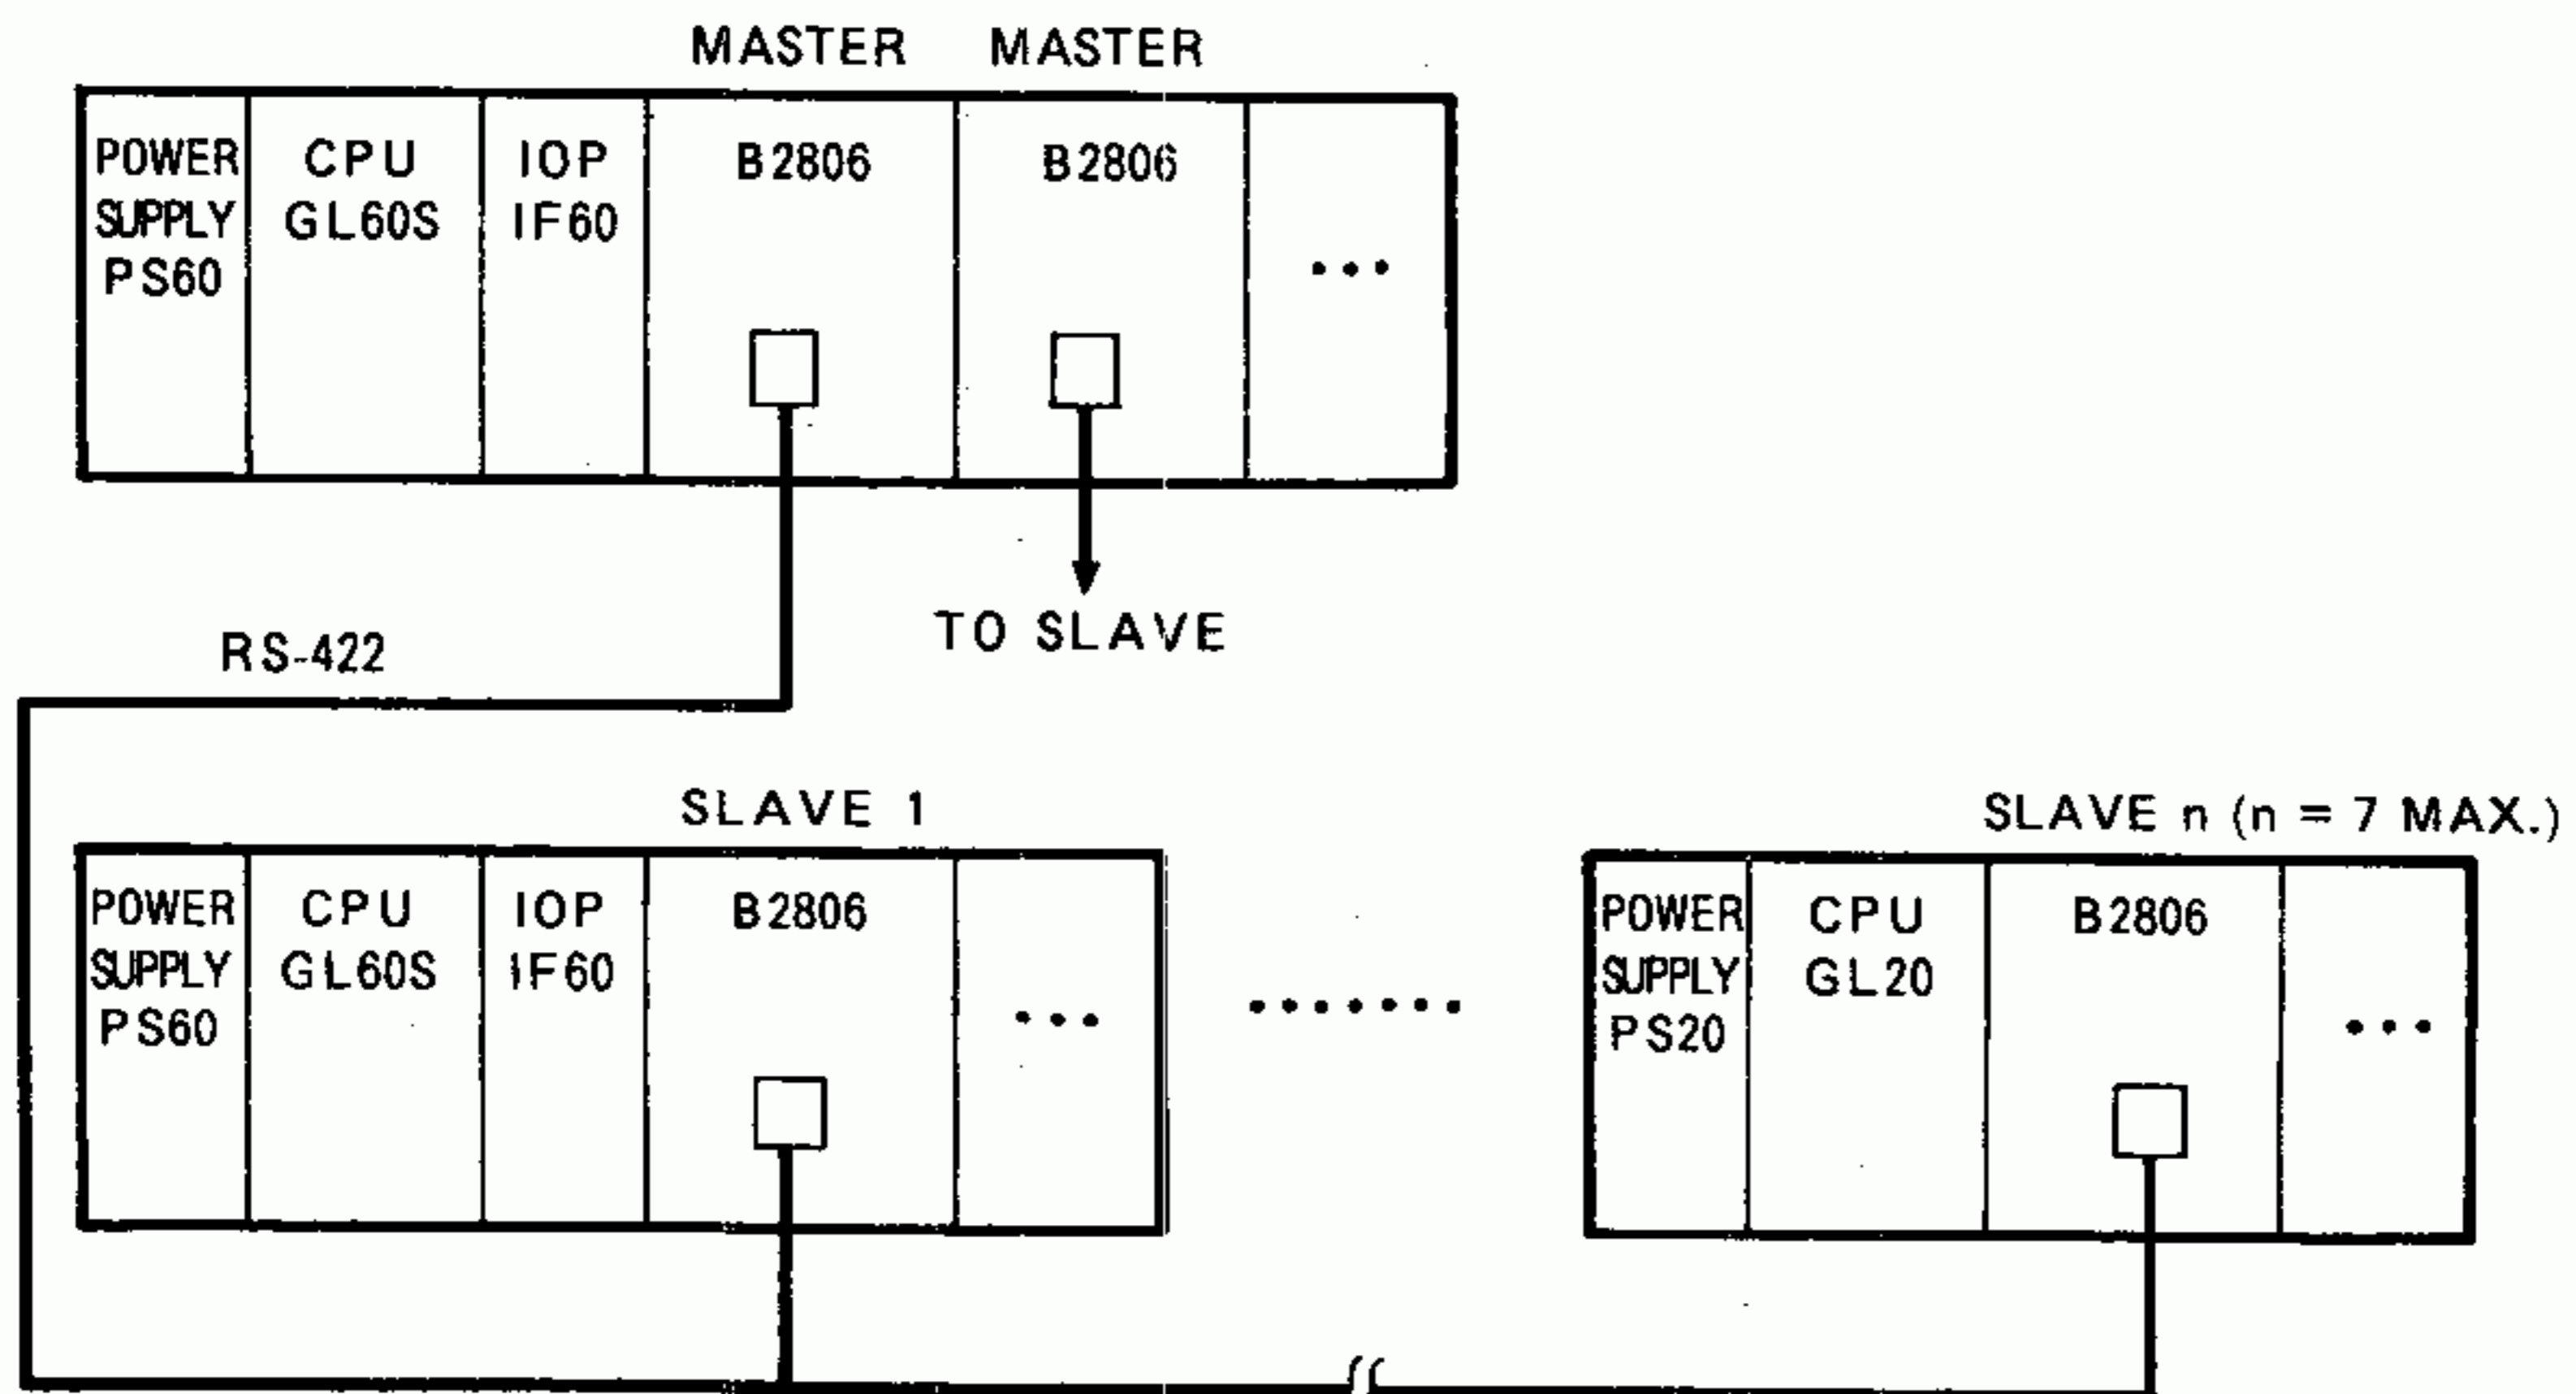 MASTER MASTER
POWER SUPPLY PS60
CPU GL60S
IOP IF60
B2806
B2806
...
TO SLAVE
RS-422
SLAVE 1
POWER SUPPLY PS60
CPU GL60S
IOP IF60
B2806
...
.......
SLAVE n (n = 7 MAX.)
POWER SUPPLY PS20
CPU GL20
B2806
...